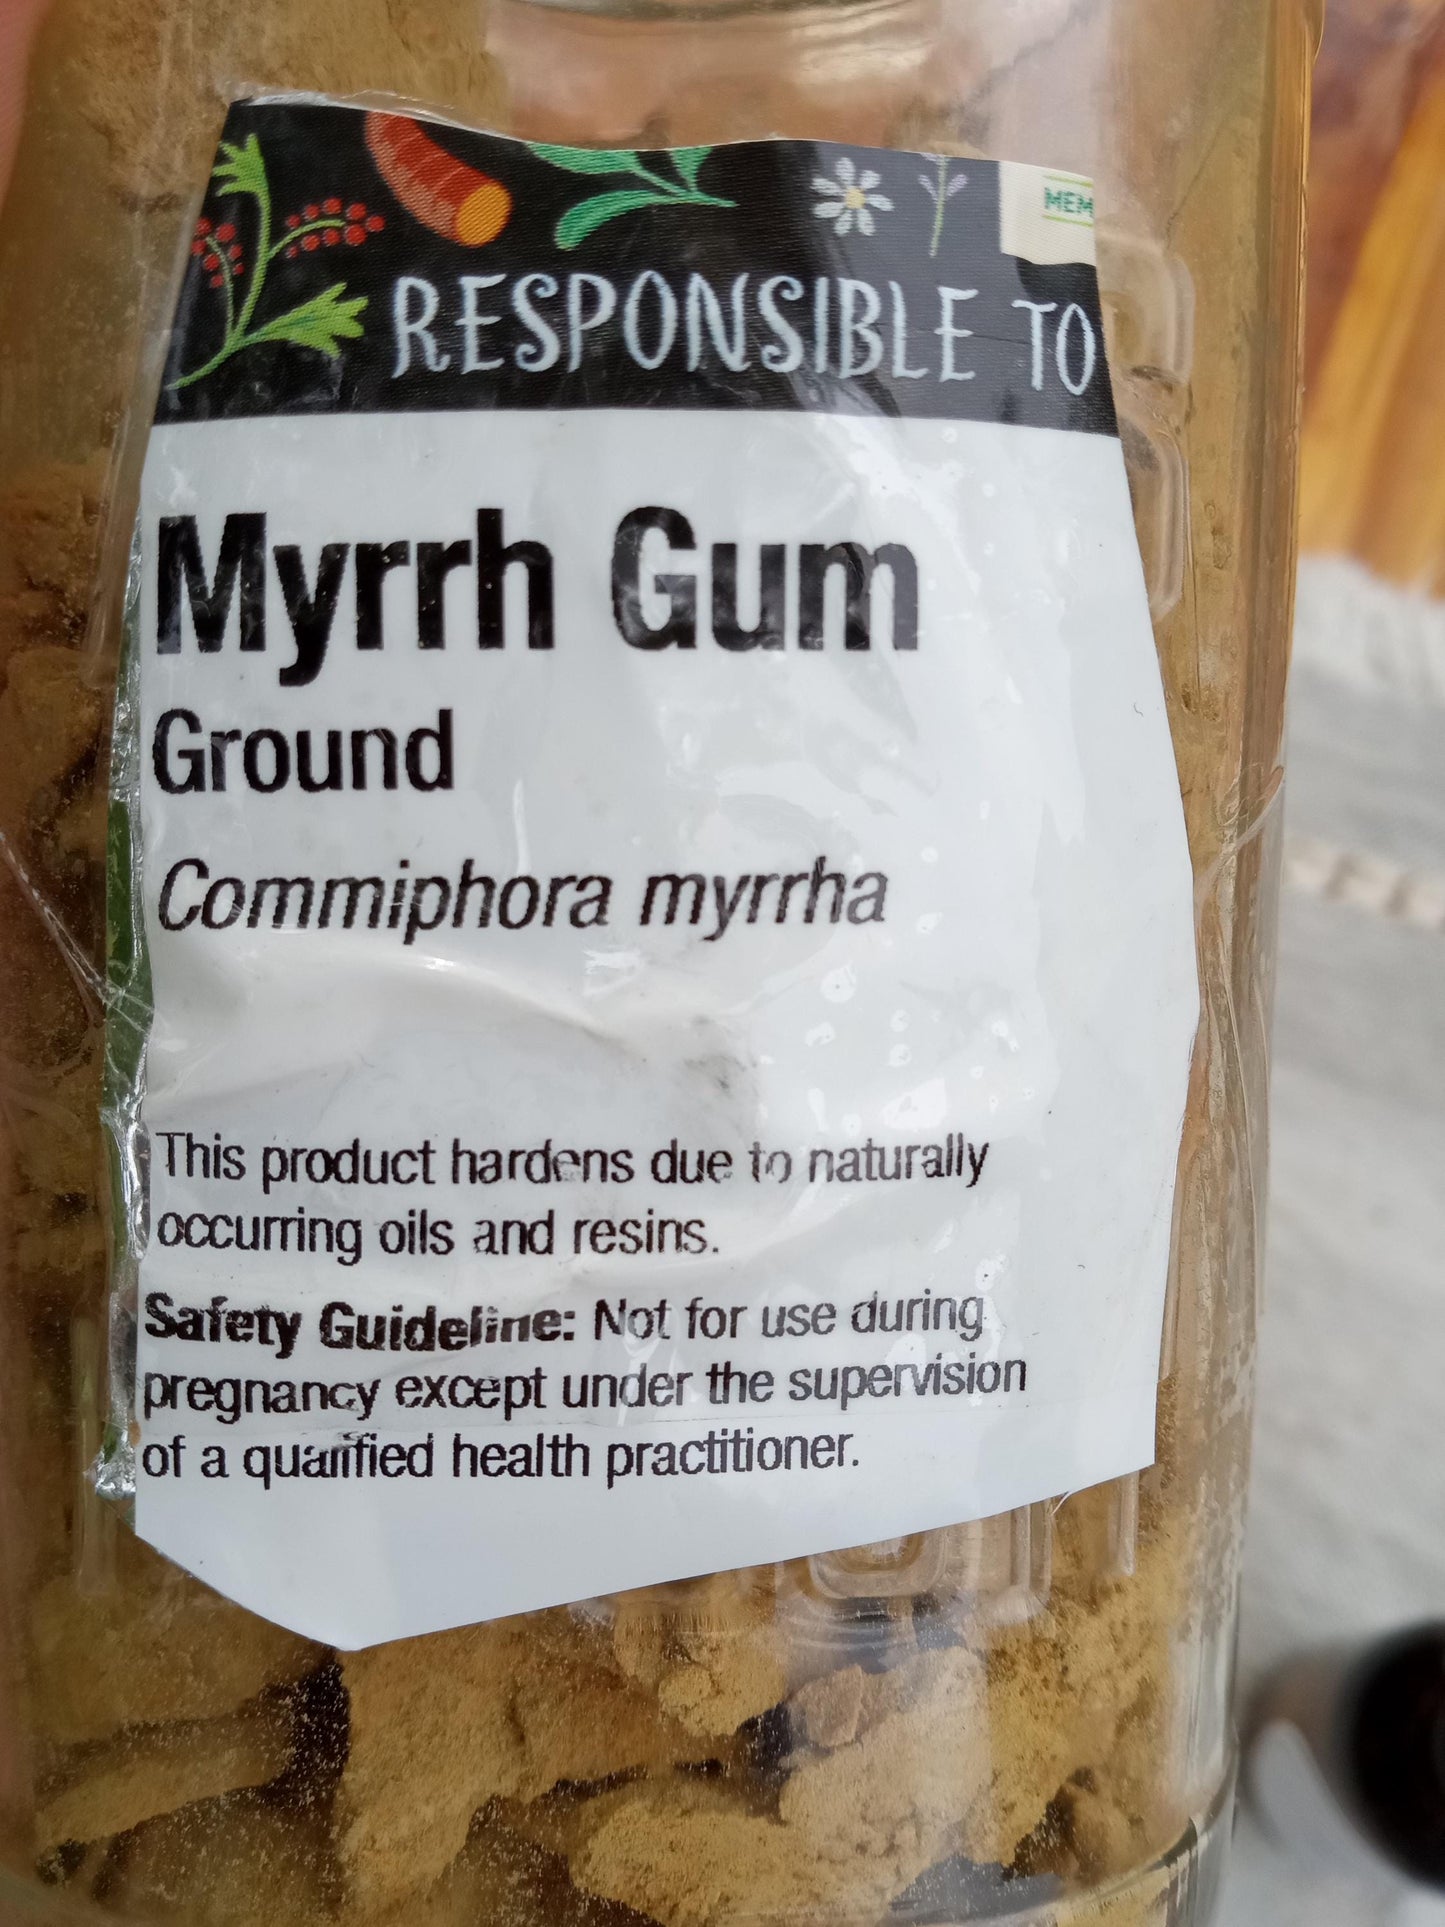 MEM
RESPONSIBLE TO
Myrrh Gum
Ground
Commiphora myrrha
This product hardens due to naturally
occurring oils and resins.
Safety Guideline: Not for use during
pregnancy except under the supervision
of a qualified health practitioner.